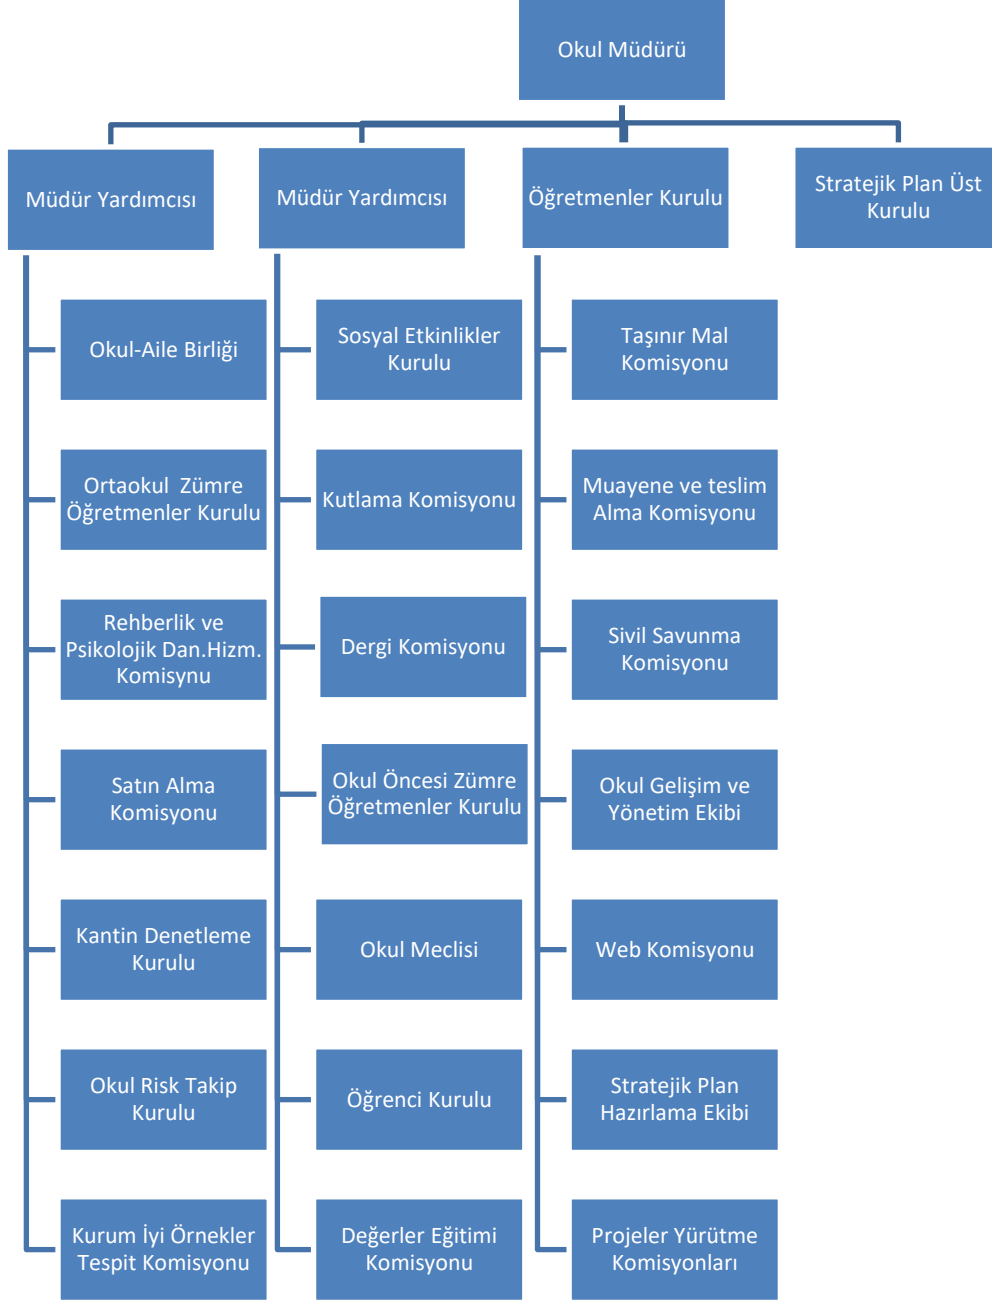 Okul Müdürü
Müdür Yardımcısı
Müdür Yardımcısı
Öğretmenler Kurulu
Stratejik Plan Üst
Kurulu
Okul-Aile Birliği
Sosyal Etkinlikler
Kurulu
Taşınır Mal
Komisyonu
Ortaokul  Zümre
Öğretmenler Kurulu
Kutlama Komisyonu
Muayene ve teslim
Alma Komisyonu
Rehberlik ve
Psikolojik Dan.Hizm.
Komisynu
Dergi Komisyonu
Sivil Savunma
Komisyonu
Satın Alma
Komisyonu
Okul Öncesi Zümre
Öğretmenler Kurulu
Okul Gelişim ve
Yönetim Ekibi
Kantin Denetleme
Kurulu
Okul Meclisi
Web Komisyonu
Okul Risk Takip
Kurulu
Öğrenci Kurulu
Stratejik Plan
Hazırlama Ekibi
Kurum İyi Örnekler
Tespit Komisyonu
Değerler Eğitimi
Komisyonu
Projeler Yürütme
Komisyonları